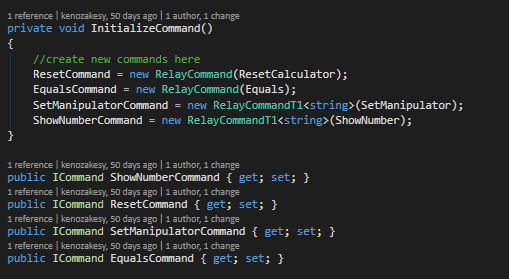 1 reference | kenozakesy, 50 days ago | 1 author, 1 change
private void InitializeCommand()
{
//create new commands here
ResetCommand = new RelayCommand(ResetCalculator);
EqualsCommand = new RelayCommand(Equals);
SetManipulatorCommand = new RelayCommandT1<string>(SetManipulator);
ShowNumberCommand = new RelayCommandT1<string>(ShowNumber);
}
1 reference | kenozakesy, 50 days ago | 1 author, 1 change
public ICommand ShowNumberCommand { get; set; }
1 reference | kenozakesy, 50 days ago | 1 author, 1 change
public ICommand ResetCommand { get; set; }
1 reference | kenozakesy, 50 days ago | 1 author, 1 change
public ICommand SetManipulatorCommand { get; set; }
1 reference | kenozakesy, 50 days ago | 1 author, 1 change
public ICommand EqualsCommand { get; set; }